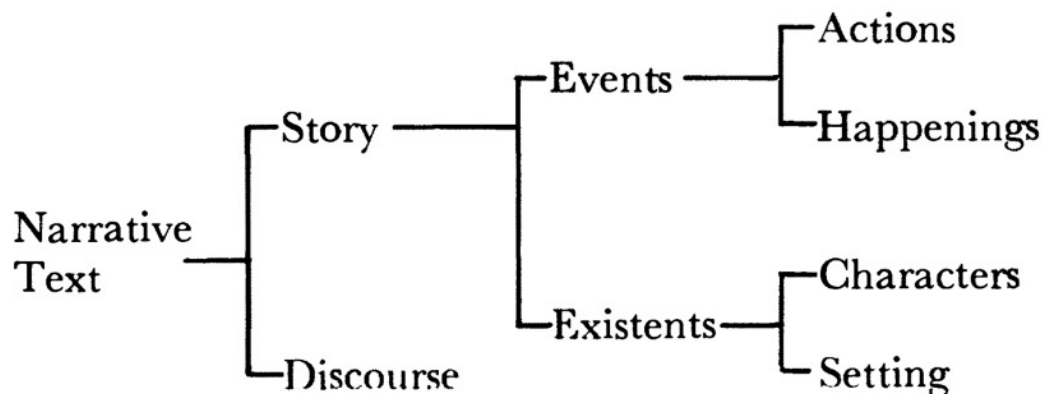 Actions
Events
Happenings
Story
Narrative
Text
Characters
Existents
Setting
Discourse